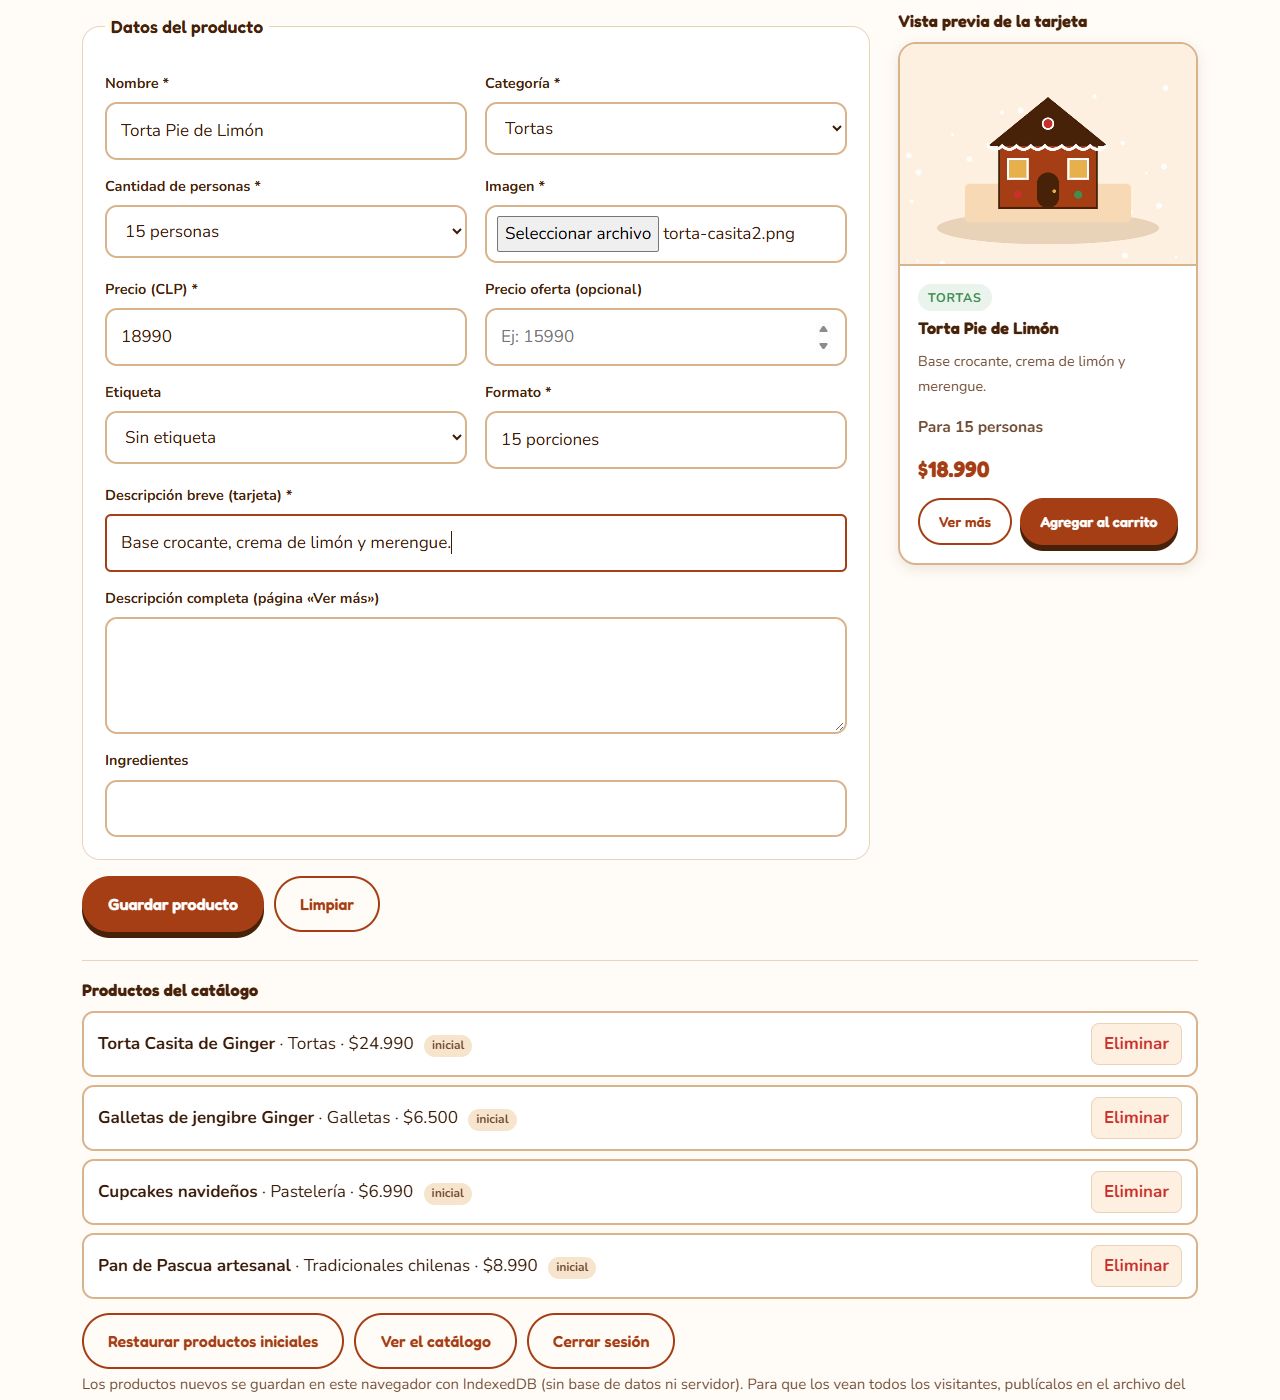 Datos del producto
Nombre *
Torta Pie de Limón
Categoría *
Tortas
Cantidad de personas *
15 personas
Imagen *
Seleccionar archivo torta-casita2.png
Precio (CLP) *
18990
Precio oferta (opcional)
Ej: 15990
Etiqueta
Sin etiqueta
Formato *
15 porciones
Descripción breve (tarjeta) *
Base crocante, crema de limón y merengue.
Descripción completa (página «Ver más»)
Ingredientes
Guardar producto
Limpiar
Vista previa de la tarjeta
TORTAS
Torta Pie de Limón
Base crocante, crema de limón y
merengue.
Para 15 personas
$18.990
Ver más
Agregar al carrito
Productos del catálogo
Torta Casita de Ginger · Tortas · $24.990 inicial
Eliminar
Galletas de jengibre Ginger · Galletas · $6.500 inicial
Eliminar
Cupcakes navideños · Pastelería · $6.990 inicial
Eliminar
Pan de Pascua artesanal · Tradicionales chilenas · $8.990 inicial
Eliminar
Restaurar productos iniciales
Ver el catálogo
Cerrar sesión
Los productos nuevos se guardan en este navegador con IndexedDB (sin base de datos ni servidor). Para que los vean todos los visitantes, publícalos en el archivo del